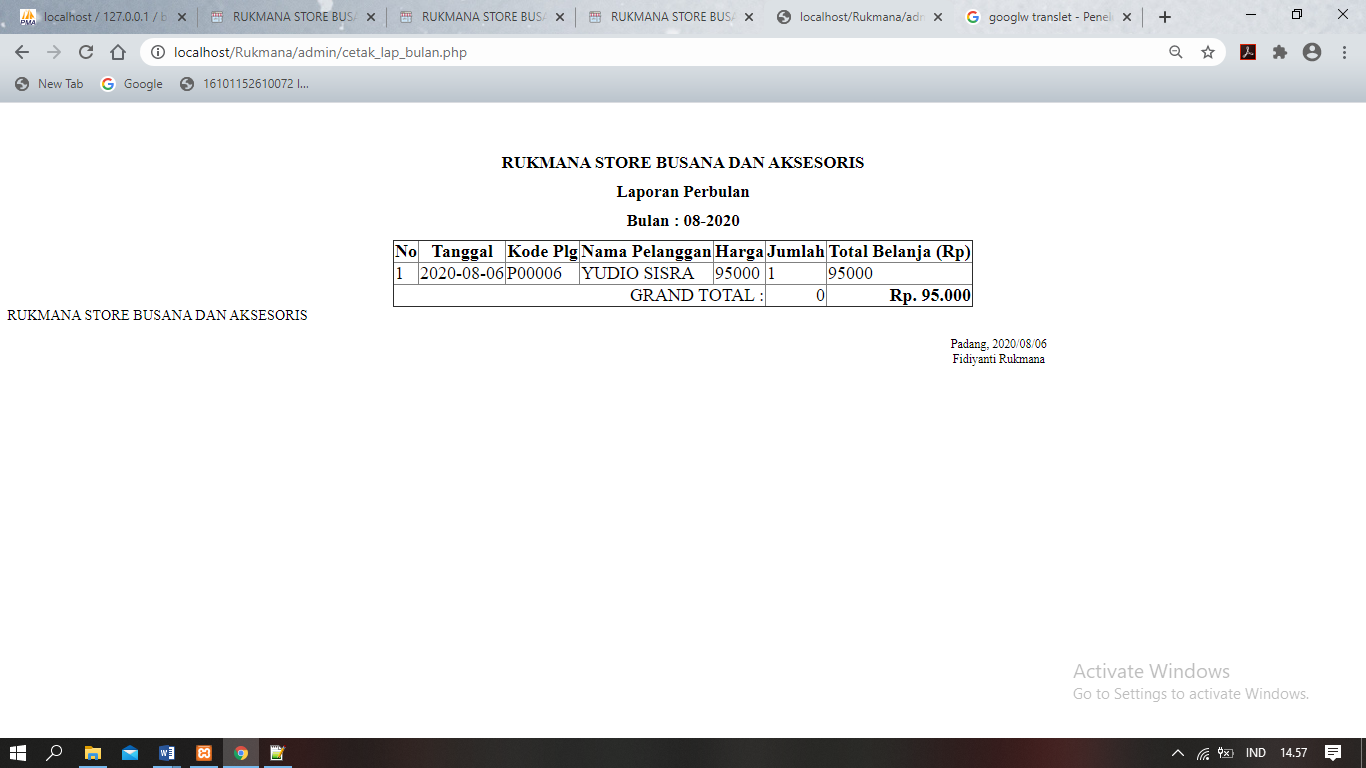 localhost / 127.0.0.1 / b
RUKMANA STORE BUSA
RUKMANA STORE BUSA
RUKMANA STORE BUSA
localhost/Rukmana/adm
googlw translet - Penel
localhost/Rukmana/admin/cetak_lap_bulan.php
New Tab
Google
16101152610072 l...
RUKMANA STORE BUSANA DAN AKSESORIS
Laporan Perbulan
Bulan : 08-2020
No Tanggal Kode Plg Nama Pelanggan Harga Jumlah Total Belanja (Rp)
1 2020-08-06 P00006 YUDIO SISRA 95000 1 95000
GRAND TOTAL : 0 Rp. 95.000
RUKMANA STORE BUSANA DAN AKSESORIS
Padang, 2020/08/06
Fidiyanti Rukmana
Activate Windows
Go to Settings to activate Windows.
IND 14.57